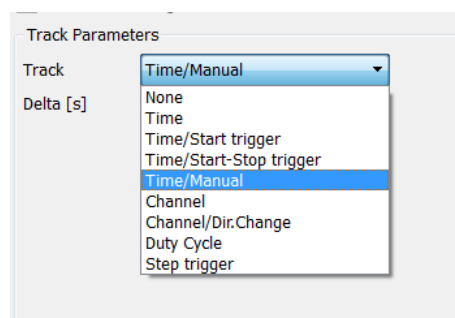 Track Parameters
Track Time/Manual
Delta [s]
None
Time
Time/Start trigger
Time/Start-Stop trigger
Time/Manual
Channel
Channel/Dir.Change
Duty Cycle
Step trigger